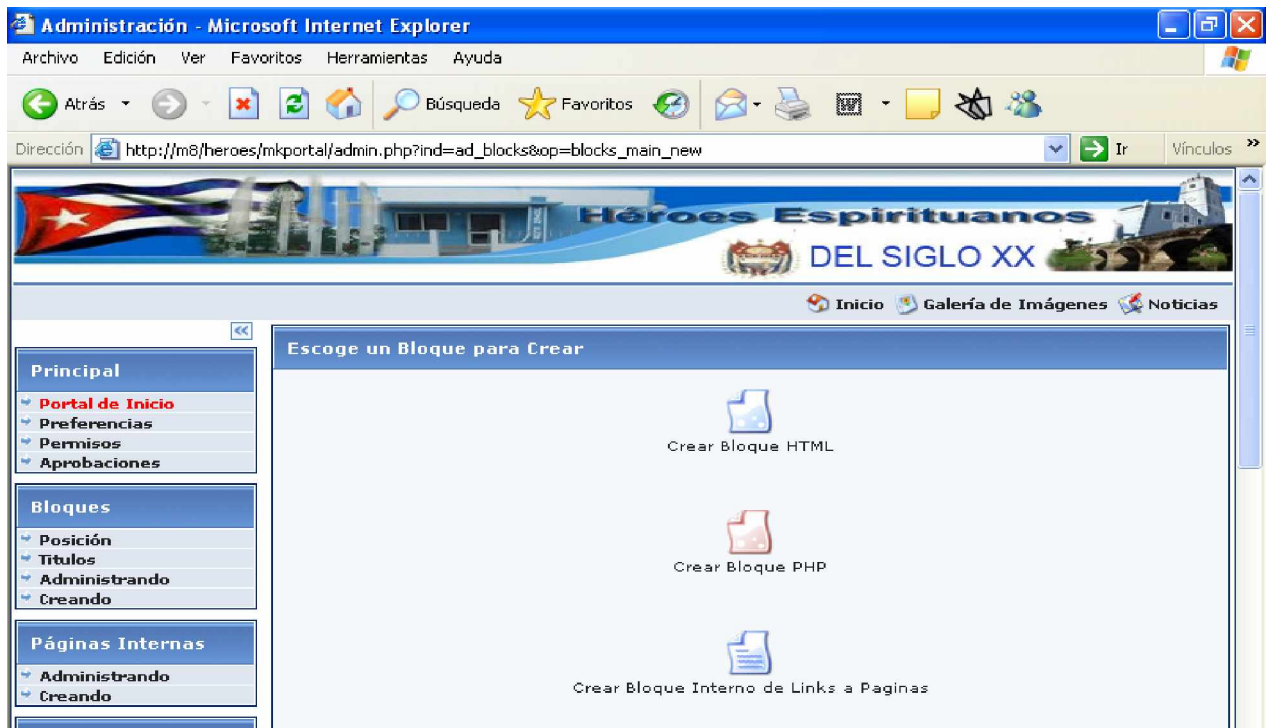 Administración - Microsoft Internet Explorer
Archivo Edición Ver Favoritos Herramientas Ayuda
Atrás Búsqueda Favoritos
Dirección http://m8/heroes/mkportal/admin.php?ind=ad_blocks&op=blocks_main_new Ir Vínculos »
Héroes Espirituanos
DEL SIGLO XX
Inicio Galería de Imágenes Noticias
Principal
Portal de Inicio
Preferencias
Permisos
Aprobaciones
Bloques
Posición
Titulos
Administrando
Creando
Páginas Internas
Administrando
Creando
Escoge un Bloque para Crear
Crear Bloque HTML
Crear Bloque PHP
Crear Bloque Interno de Links a Paginas